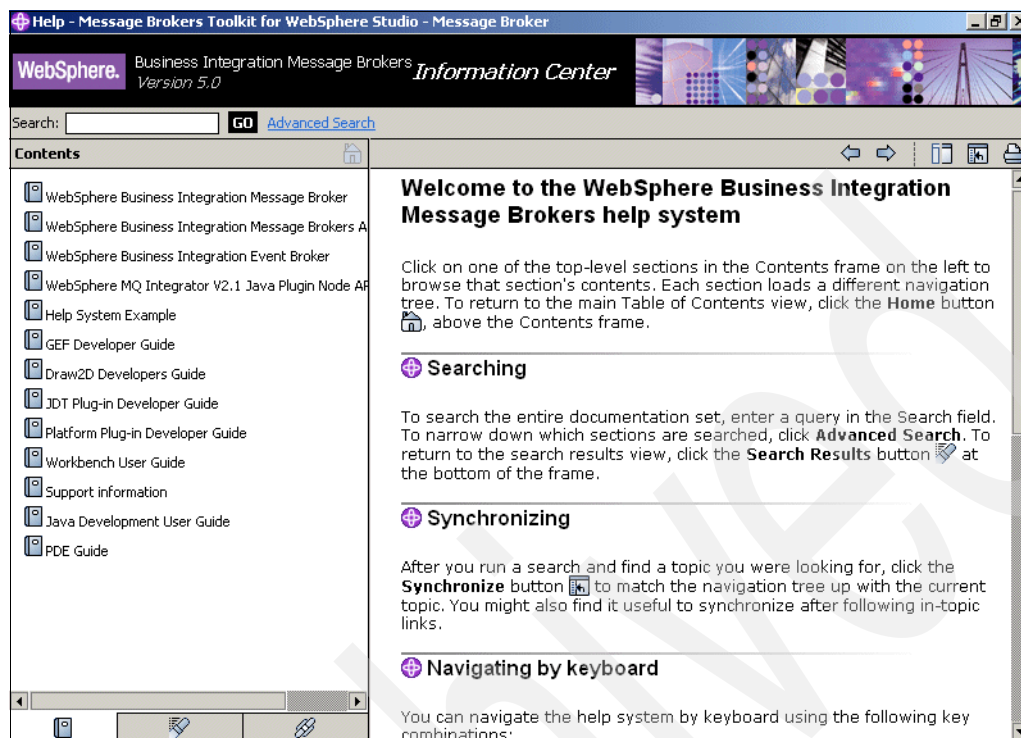 Help - Message Brokers Toolkit for WebSphere Studio - Message Broker
WebSphere.
Business Integration Message Brokers
Version 5.0
Information Center
Search:
GO
Advanced Search
Contents
WebSphere Business Integration Message Broker
WebSphere Business Integration Message Brokers A
WebSphere Business Integration Event Broker
WebSphere MQ Integrator V2.1 Java Plugin Node AP
Help System Example
GEF Developer Guide
Draw2D Developers Guide
JDT Plug-in Developer Guide
Platform Plug-in Developer Guide
Workbench User Guide
Support information
Java Development User Guide
PDE Guide
Welcome to the WebSphere Business Integration
Message Brokers help system
Click on one of the top-level sections in the Contents frame on the left to
browse that section's contents. Each section loads a different navigation
tree. To return to the main Table of Contents view, click the Home button
, above the Contents frame.
Searching
To search the entire documentation set, enter a query in the Search field.
To narrow down which sections are searched, click Advanced Search. To
return to the search results view, click the Search Results button at
the bottom of the frame.
Synchronizing
After you run a search and find a topic you were looking for, click the
Synchronize button to match the navigation tree up with the current
topic. You might also find it useful to synchronize after following in-topic
links.
Navigating by keyboard
You can navigate the help system by keyboard using the following key
combinations: